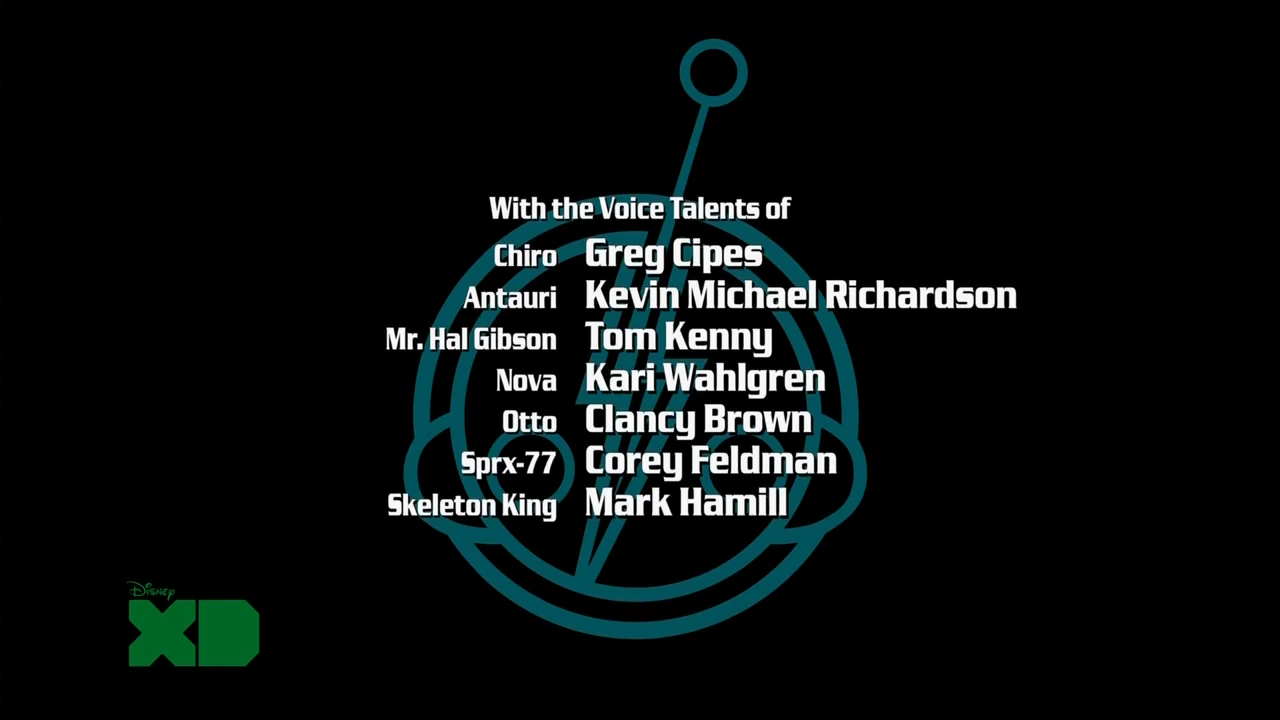 With the Voice Talents of
Chiro Greg Cipes
Antauri Kevin Michael Richardson
Mr. Hal Gibson Tom Kenny
Nova Kari Wahlgren
Otto Clancy Brown
Sprx-77 Corey Feldman
Skeleton King Mark Hamill
Disney
XD